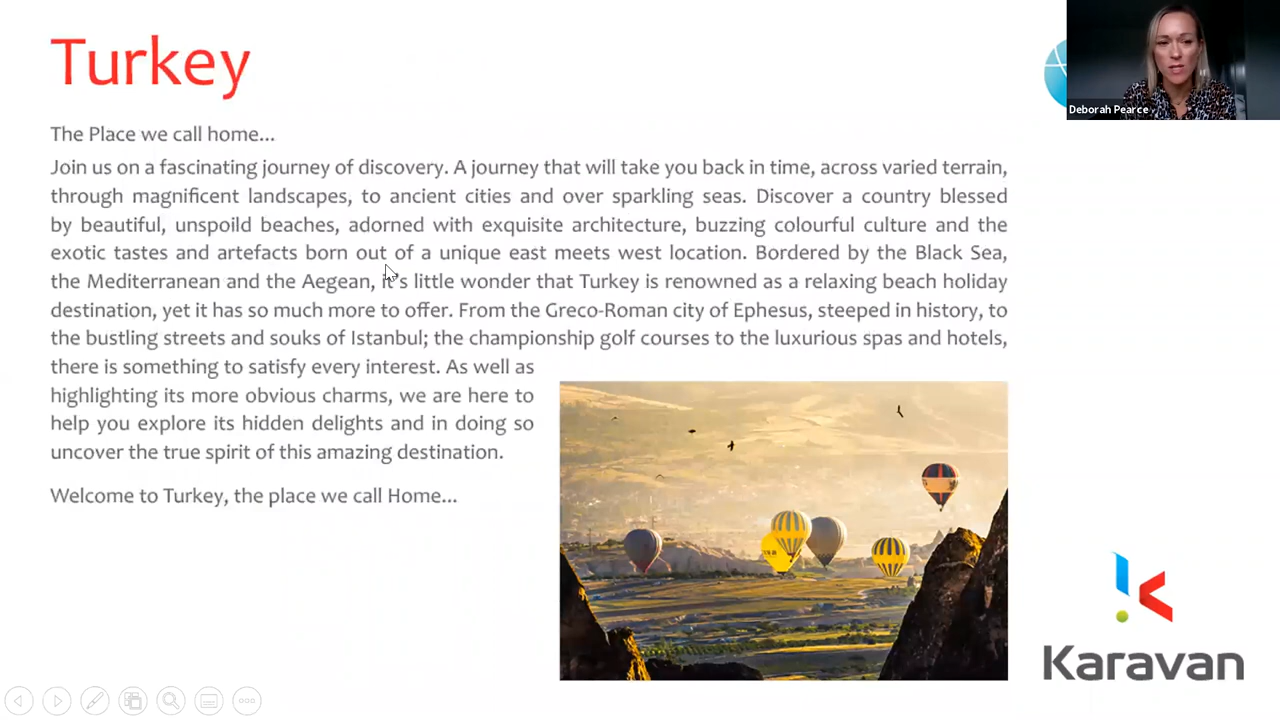 Turkey
Deborah Pearce
The Place we call home...
Join us on a fascinating journey of discovery. A journey that will take you back in time, across varied terrain,
through magnificent landscapes, to ancient cities and over sparkling seas. Discover a country blessed
by beautiful, unspoild beaches, adorned with exquisite architecture, buzzing colourful culture and the
exotic tastes and artefacts born out of a unique east meets west location. Bordered by the Black Sea,
the Mediterranean and the Aegean, it's little wonder that Turkey is renowned as a relaxing beach holiday
destination, yet it has so much more to offer. From the Greco-Roman city of Ephesus, steeped in history, to
the bustling streets and souks of Istanbul; the championship golf courses to the luxurious spas and hotels,
there is something to satisfy every interest. As well as
highlighting its more obvious charms, we are here to
help you explore its hidden delights and in doing so
uncover the true spirit of this amazing destination.
Welcome to Turkey, the place we call Home...
Karavan